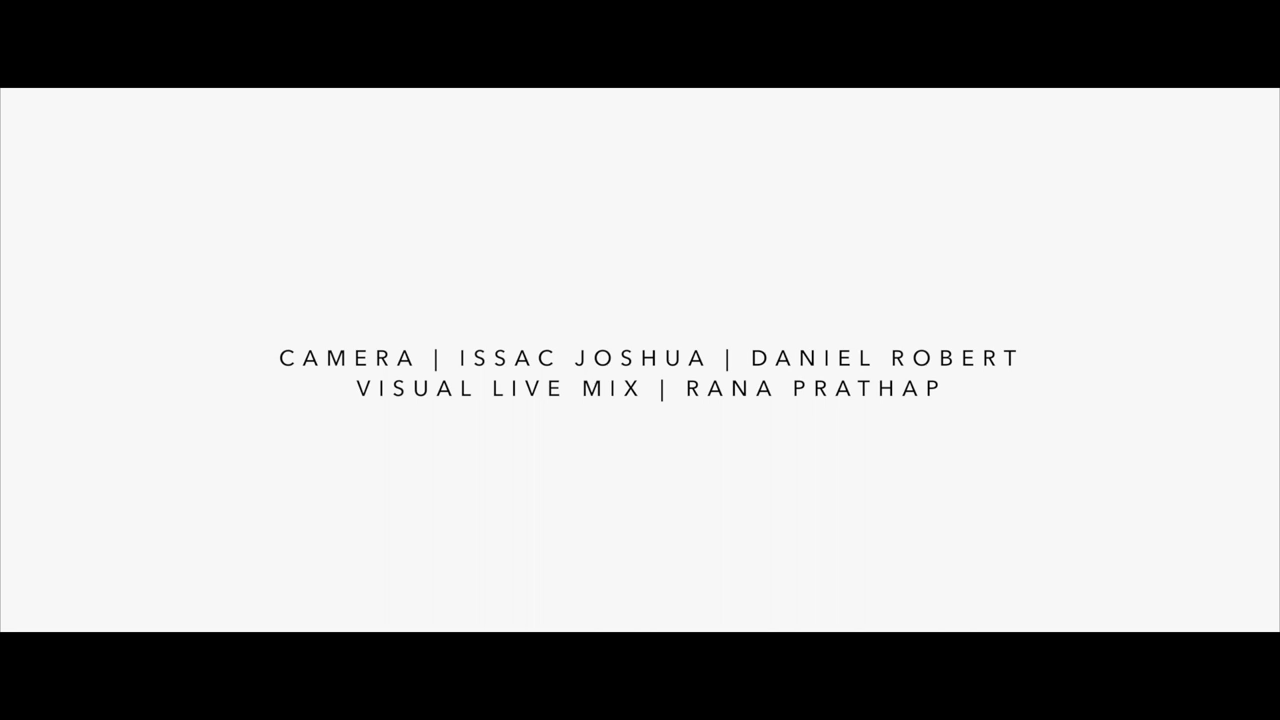 CAMERA | ISSAC JOSHUA | DANIEL ROBERT
VISUAL LIVE MIX | RANA PRATHAP